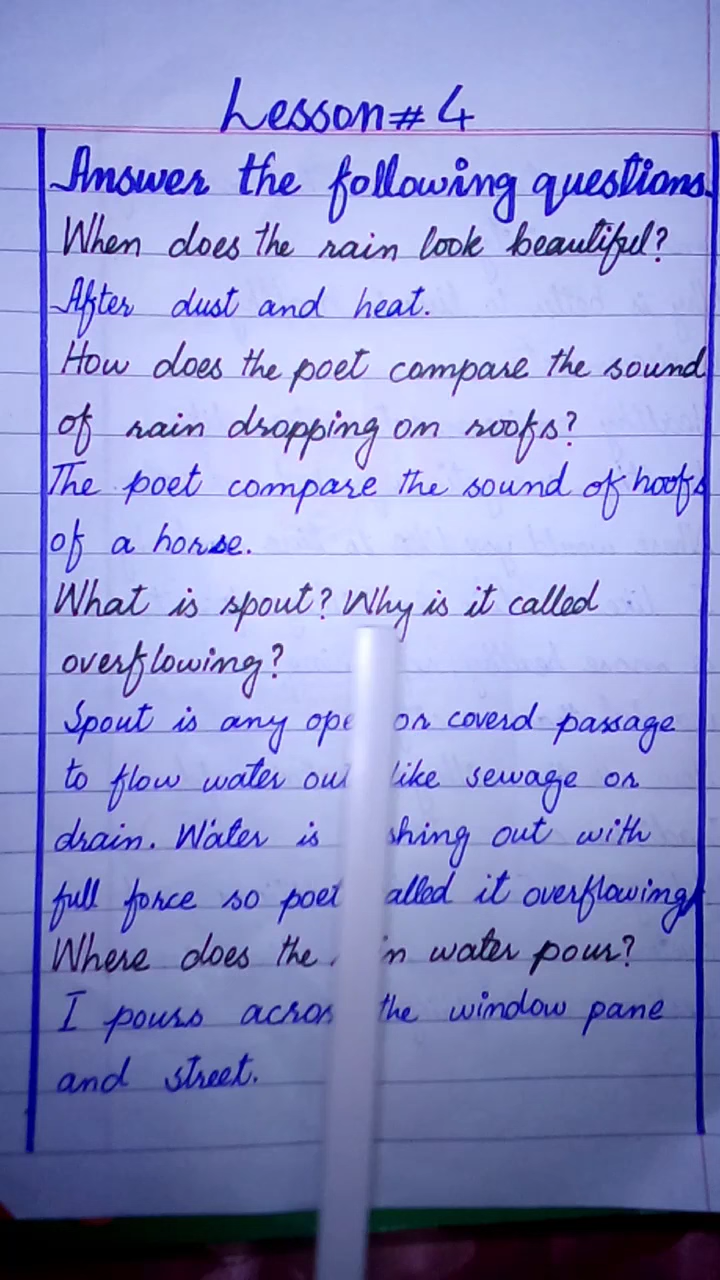 Lesson# 4
Answer the following questions.
When does the rain look beautiful?
After dust and heat.
How does the poet compare the sound
of rain dropping on roofs?
The poet compare the sound of hoofs
of a horse.
What is spout? Why is it called
overflowing?
Spout is any ope or coverd passage
to flow water ou like sewage or
drain. Water is shing out with
full force so poet alled it overflowing
Where does the in water pour?
I pours acros the window pane
and street.